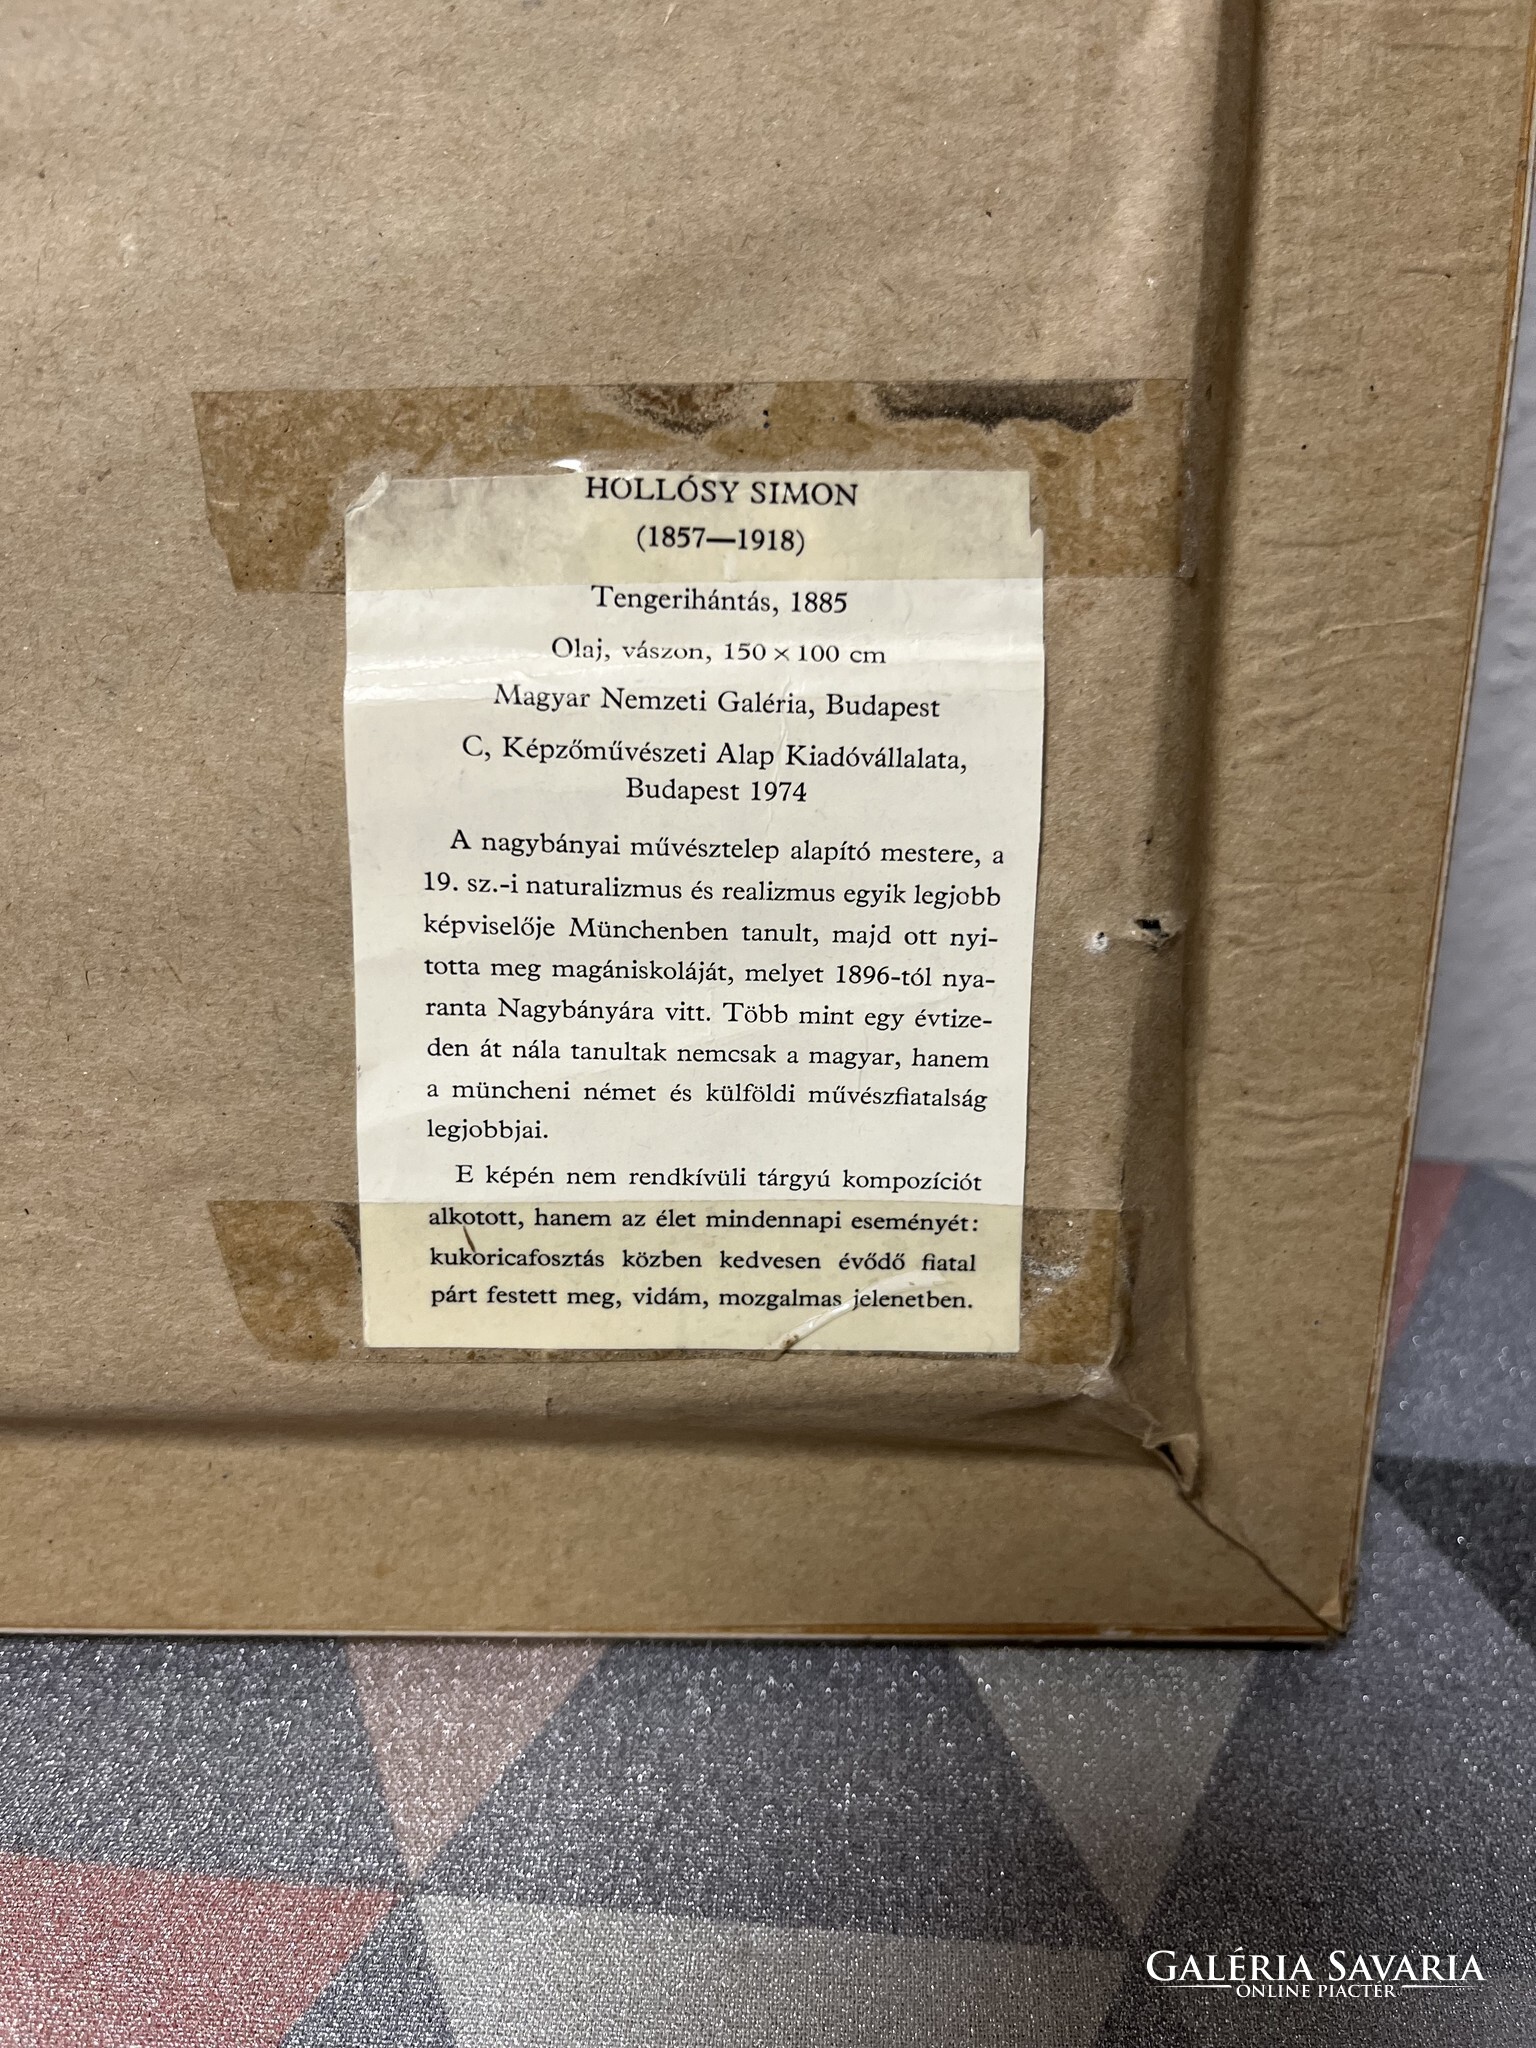 HOLLÓSY SIMON
(1857—1918)
Tengerihántás, 1885
Olaj, vászon, 150 × 100 cm
Magyar Nemzeti Galéria, Budapest
C, Képzőművészeti Alap Kiadóvállalata,
Budapest 1974
A nagybányai művésztelep alapító mestere, a
19. sz.-i naturalizmus és realizmus egyik legjobb
képviselője Münchenben tanult, majd ott nyi-
totta meg magániskoláját, melyet 1896-tól nya-
ranta Nagybányára vitt. Több mint egy évtize-
den át nála tanultak nemcsak a magyar, hanem
a müncheni német és külföldi művészfiatalság
legjobbjai.
E képén nem rendkívüli tárgyú kompozíciót
alkotott, hanem az élet mindennapi eseményét:
kukoricafosztás közben kedvesen évődő fiatal
párt festett meg, vidám, mozgalmas jelenetben.
GALÉRIA SAVARIA
ONLINE PIACTÉR